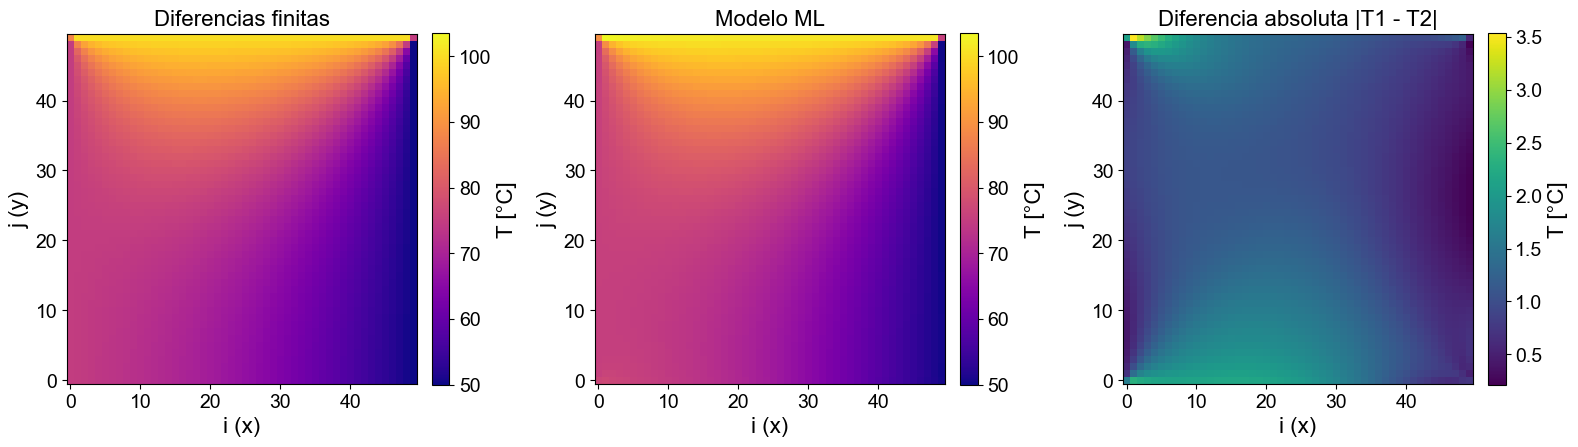 Diferencias finitas
100
90
80
70
60
50
T [°C]
40
30
20
10
0
j (y)
0 10 20 30 40
i (x)
Modelo ML
100
90
80
70
60
50
T [°C]
40
30
20
10
0
j (y)
0 10 20 30 40
i (x)
Diferencia absoluta |T1 - T2|
3.5
3.0
2.5
2.0
1.5
1.0
0.5
T [°C]
40
30
20
10
0
j (y)
0 10 20 30 40
i (x)